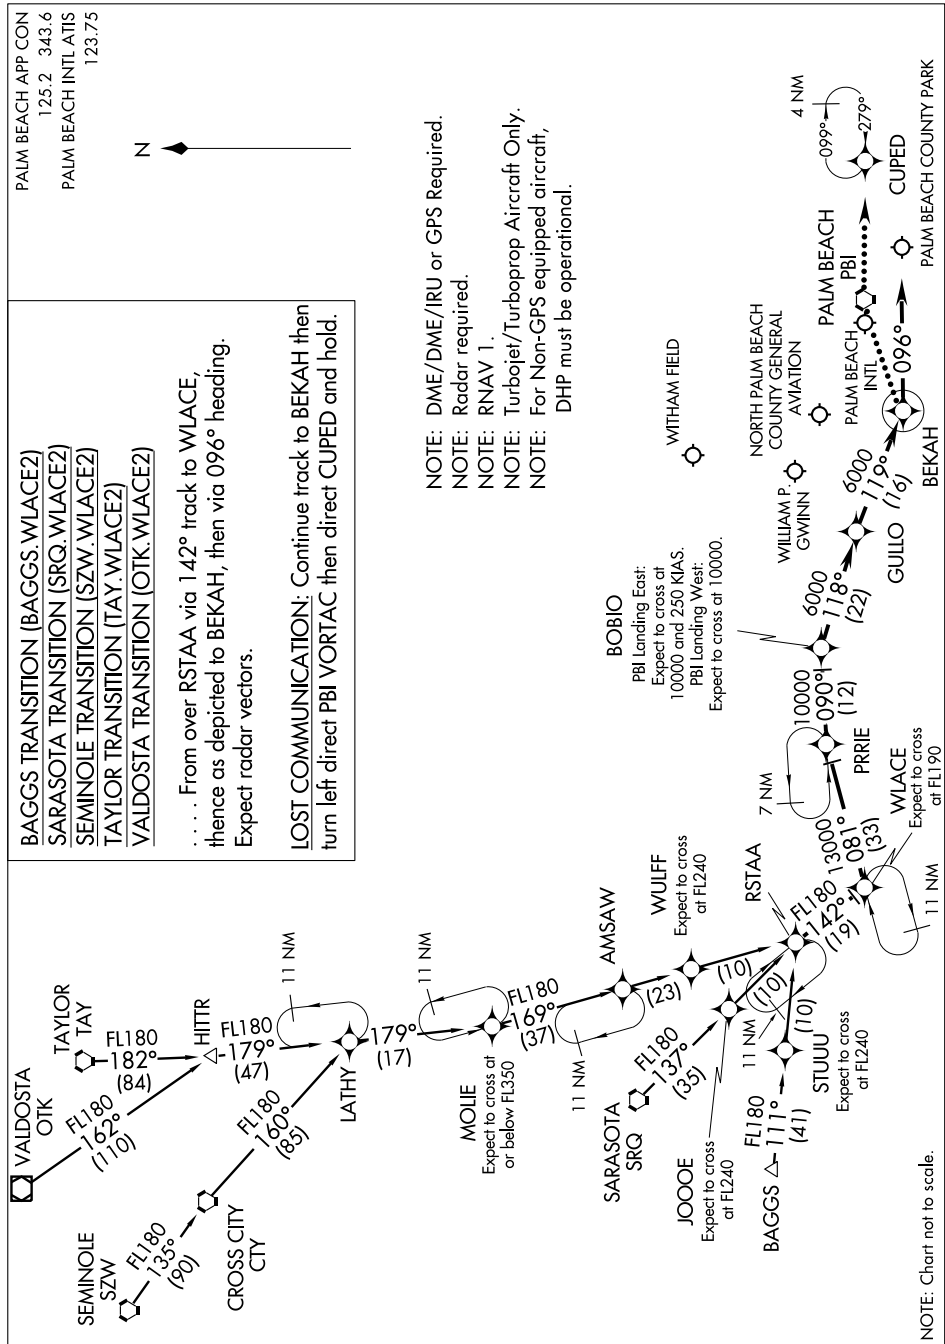 PALM BEACH APP CON
125.2 343.6
PALM BEACH INTL ATIS
123.75
N
BAGGS TRANSITION (BAGGS.WLACE2)
SARASOTA TRANSITION (SRQ.WLACE2)
SEMINOLE TRANSITION (SZW.WLACE2)
TAYLOR TRANSITION (TAY.WLACE2)
VALDOSTA TRANSITION (OTK.WLACE2)
. . . . From over RSTAA via 142° track to WLACE,
thence as depicted to BEKAH, then via 096° heading.
Expect radar vectors.
LOST COMMUNICATION: Continue track to BEKAH then
turn left direct PBI VORTAC then direct CUPED and hold.
NOTE: DME/DME/IRU or GPS Required.
NOTE: Radar required.
NOTE: RNAV 1.
NOTE: Turbojet/Turboprop Aircraft Only.
NOTE: For Non-GPS equipped aircraft,
DHP must be operational.
VALDOSTA
OTK
FL180
162°
(110)
TAYLOR
TAY
FL180
182°
(84)
HITTR
FL180
179°
(47)
SEMINOLE
SZW
FL180
135°
(90)
CROSS CITY
CTY
FL180
160°
(85)
LATHY
11 NM
179°
(17)
11 NM
MOLIE
Expect to cross at
or below FL350
FL180
169°
(37)
AMSAW
11 NM
(23)
WULFF
Expect to cross
at FL240
(10)
SARASOTA
SRQ
FL180
137°
(35)
JOOOE
Expect to cross
at FL240
(10)
BAGGS
FL180
111°
(41)
STUUU
Expect to cross
at FL240
(10)
11 NM
RSTAA
FL180
142°
(19)
WLACE
Expect to cross
at FL190
11 NM
13000
081°
(33)
PRRIE
7 NM
10000
090°
(12)
BOBIO
PBI Landing East:
Expect to cross at
10000 and 250 KIAS.
PBI Landing West:
Expect to cross at 10000.
6000
118°
(22)
GULLO
6000
119°
(16)
BEKAH
096°
WITHAM FIELD
WILLIAM P.
GWINN
NORTH PALM BEACH
COUNTY GENERAL
AVIATION
PALM BEACH
INTL
PALM BEACH
PBI
PALM BEACH COUNTY PARK
CUPED
4 NM
099°
279°
NOTE: Chart not to scale.